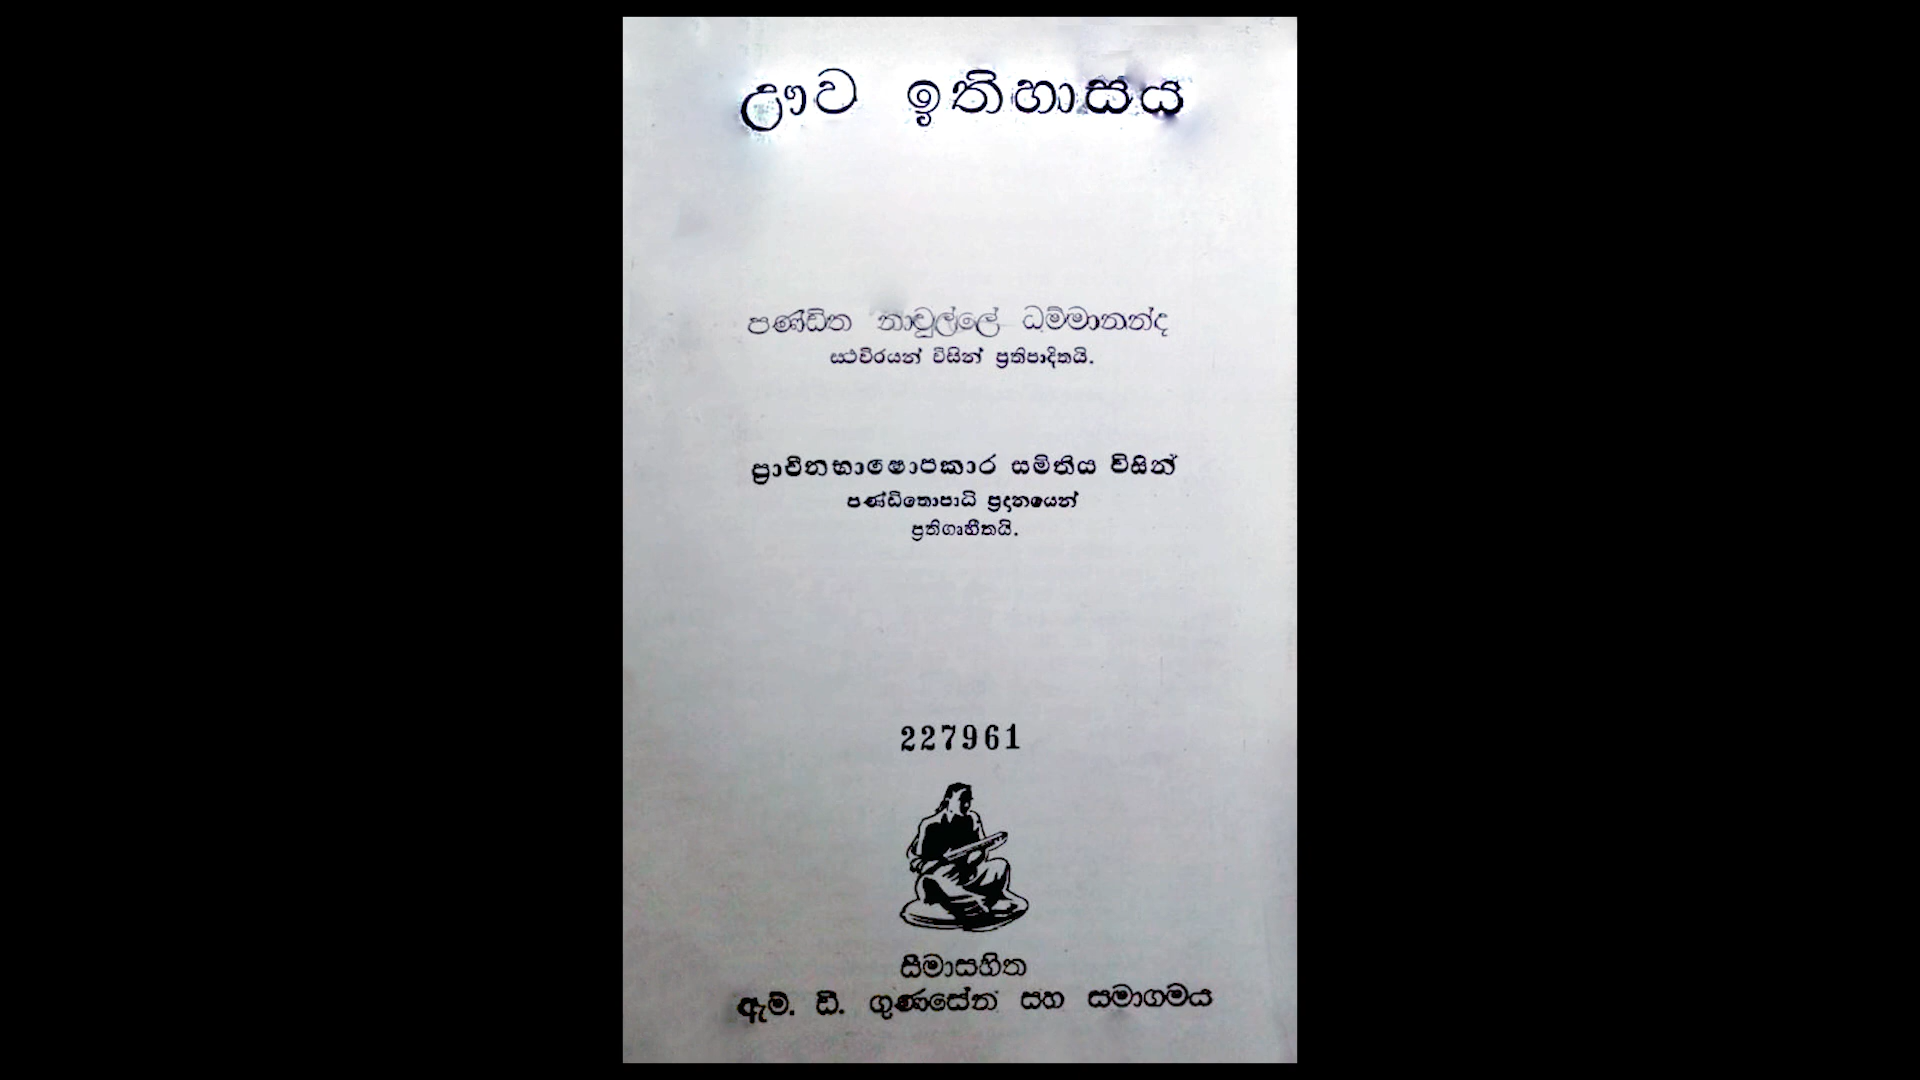 ඌව ඉතිහාසය
පණ්ඩිත නාවුල්ලේ ධම්මානන්ද
ස්ථවිරයන් විසින් ප්‍රතිපාදිතයි.
ප්‍රාචීනභාෂොපකාර සමිතිය විසින්
පණ්ඩිතොපාධි ප්‍රදානයෙන්
ප්‍රතිගෘහීතයි.
227961
සීමාසහිත
ඇම්. ඩී. ගුණසේන සහ සමාගමය